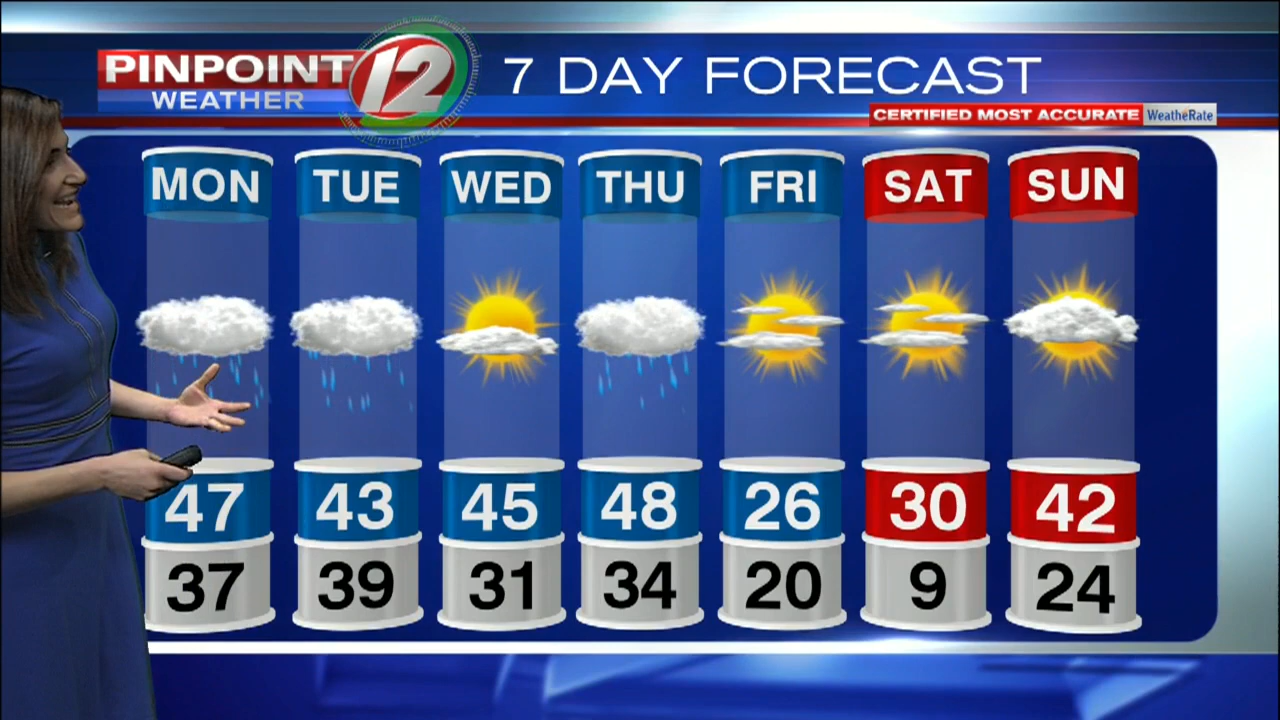 PINPOINT 12
WEATHER
7 DAY FORECAST
CERTIFIED MOST ACCURATE WeatheRate
MON TUE WED THU FRI SAT SUN
47 43 45 48 26 30 42
37 39 31 34 20 9 24